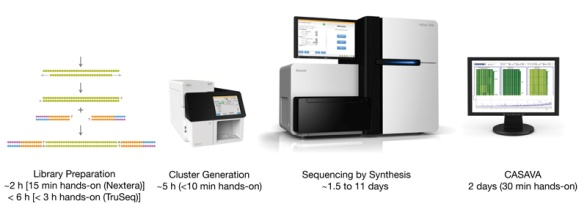 Library Preparation
~2 h [15 min hands-on (Nextera)]
< 6 h [< 3 h hands-on (TruSeq)]
Cluster Generation
~5 h (<10 min hands-on)
Sequencing by Synthesis
~1.5 to 11 days
CASAVA
2 days (30 min hands-on)